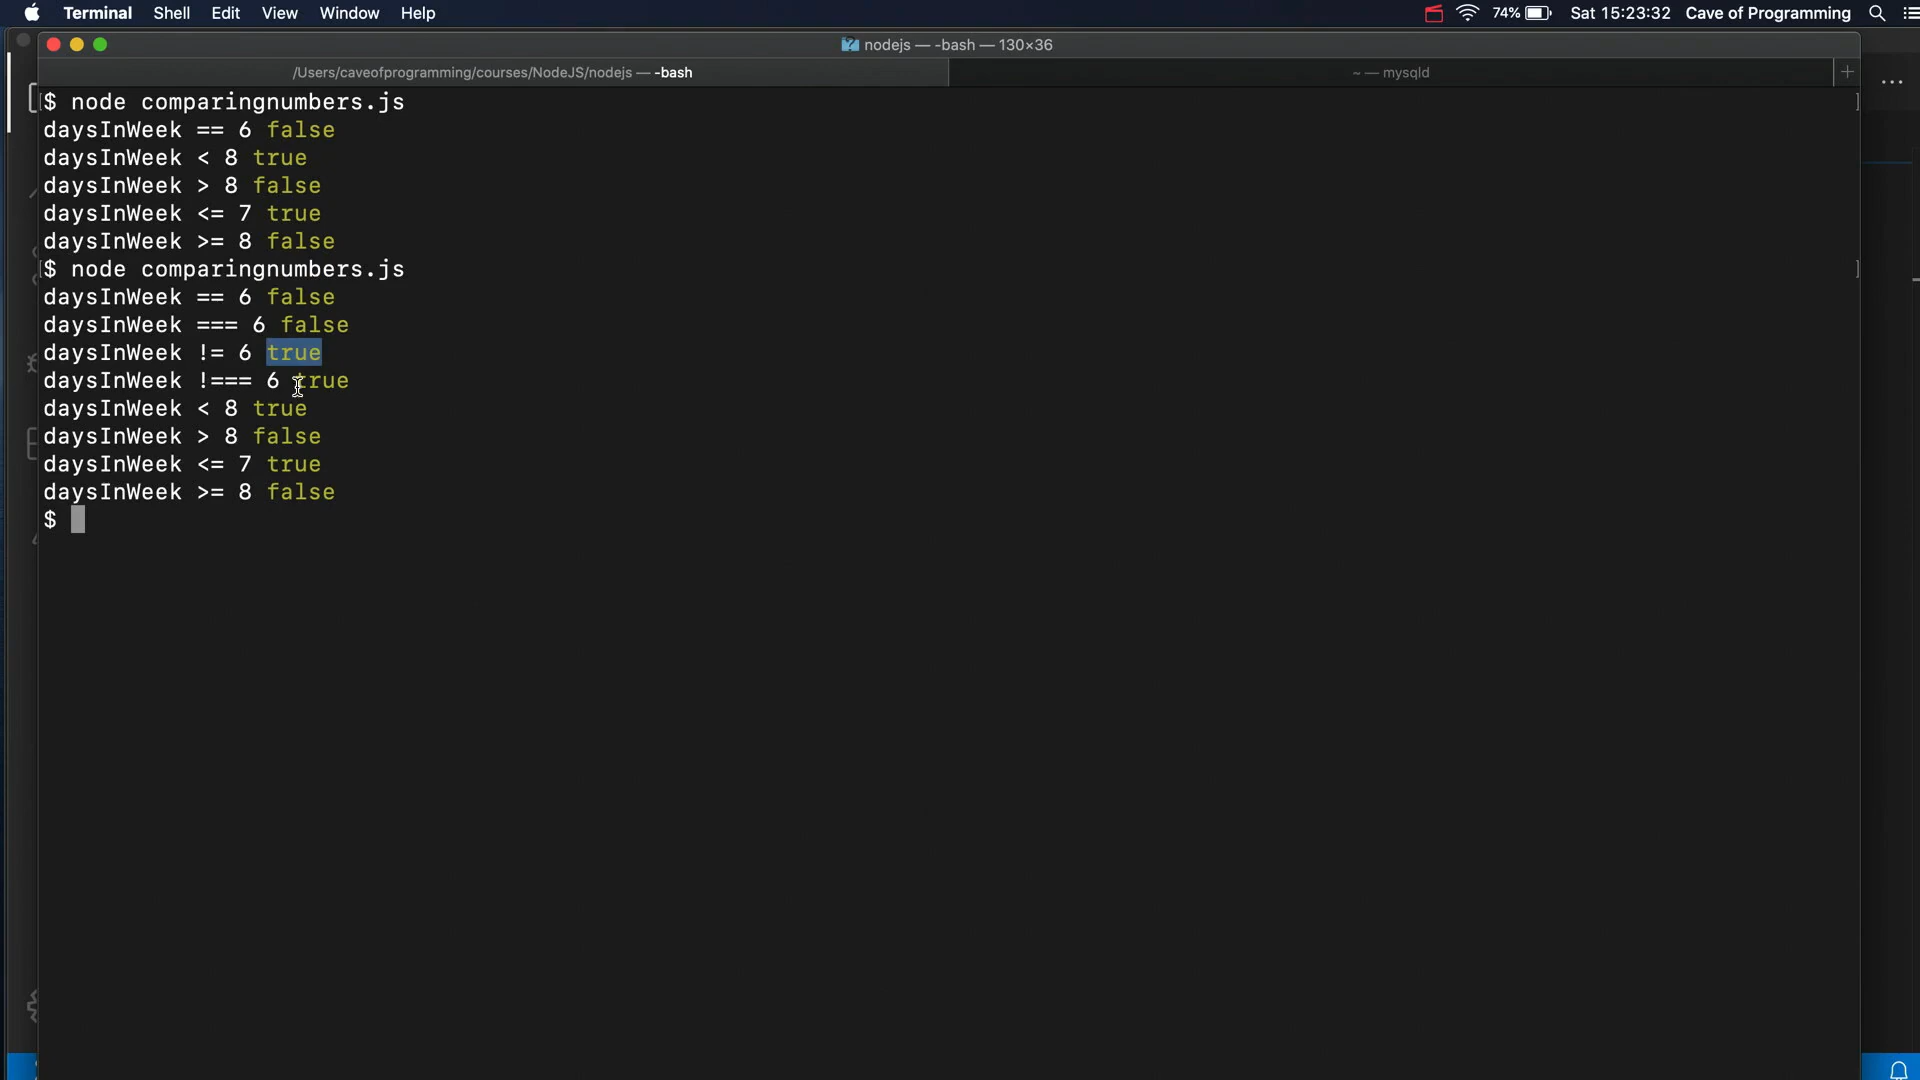 Terminal Shell Edit View Window Help 74% Sat 15:23:32 Cave of Programming
nodejs — -bash — 130×36
/Users/caveofprogramming/courses/NodeJS/nodejs — -bash ~ — mysqld +
[$ node comparingnumbers.js ]
daysInWeek == 6 false
daysInWeek < 8 true
daysInWeek > 8 false
daysInWeek <= 7 true
daysInWeek >= 8 false
[$ node comparingnumbers.js ]
daysInWeek == 6 false
daysInWeek === 6 false
daysInWeek != 6 true
daysInWeek !=== 6 true
daysInWeek < 8 true
daysInWeek > 8 false
daysInWeek <= 7 true
daysInWeek >= 8 false
$